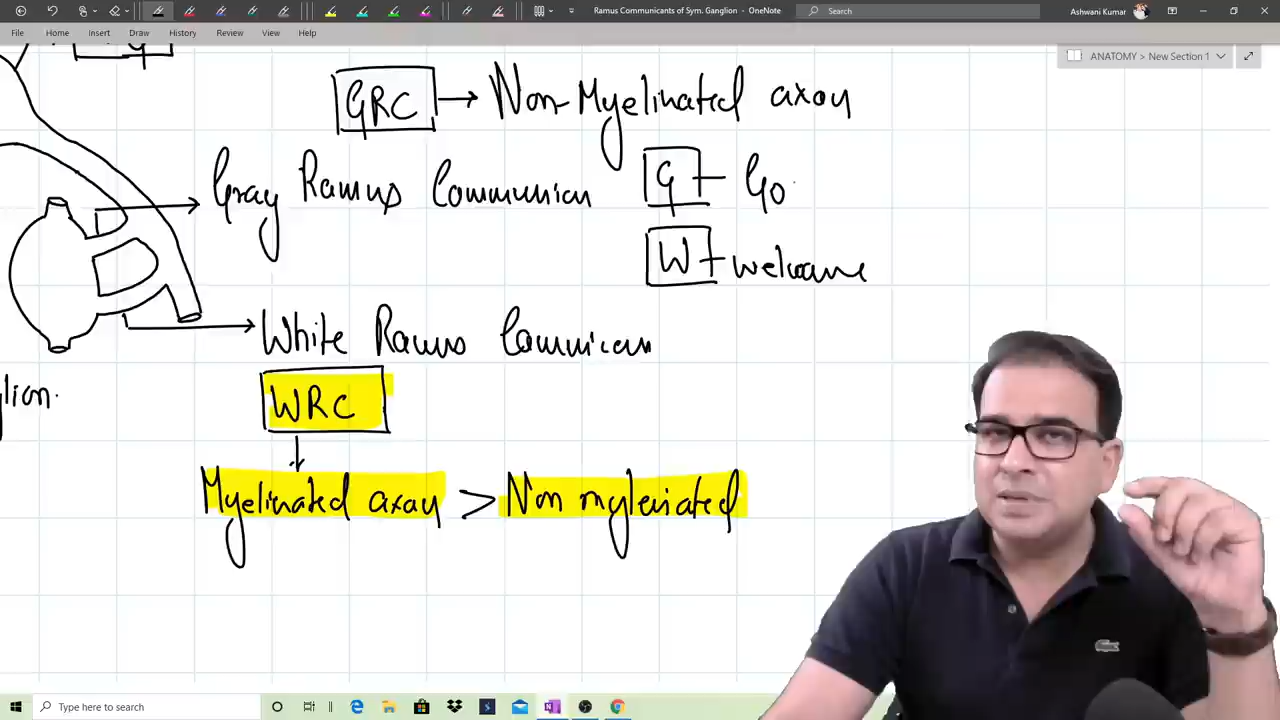 Ramus Communicants of Sym. Ganglion - OneNote
Search
Ashwani Kumar
File Home Insert Draw History Review View Help
ANATOMY > New Section 1
G
GRC → Non-Myelinated axon
Gray Ramus Communican
G - Go
W - welcome
White Ramus Commican
glion.
WRC
Myelinated axon > Non myleniated
Type here to search